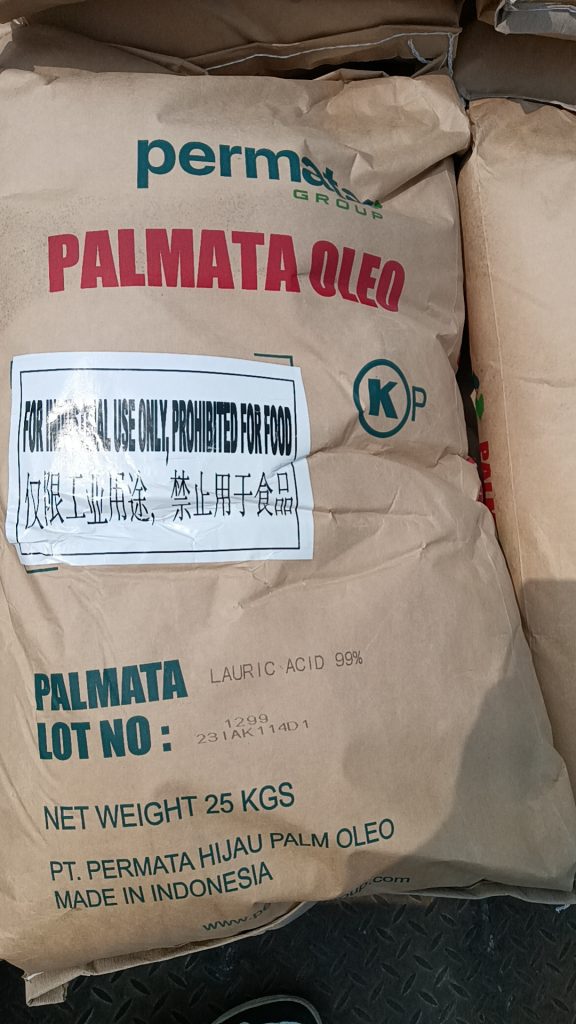 permata
GROUP
PALMATA OLEO
K P
FOR INDUSTRIAL USE ONLY, PROHIBITED FOR FOOD
仅限工业用途，禁止用于食品
PALMATA LAURIC ACID 99%
1299
LOT NO : 23IAK114D1
NET WEIGHT 25 KGS
PT. PERMATA HIJAU PALM OLEO
MADE IN INDONESIA